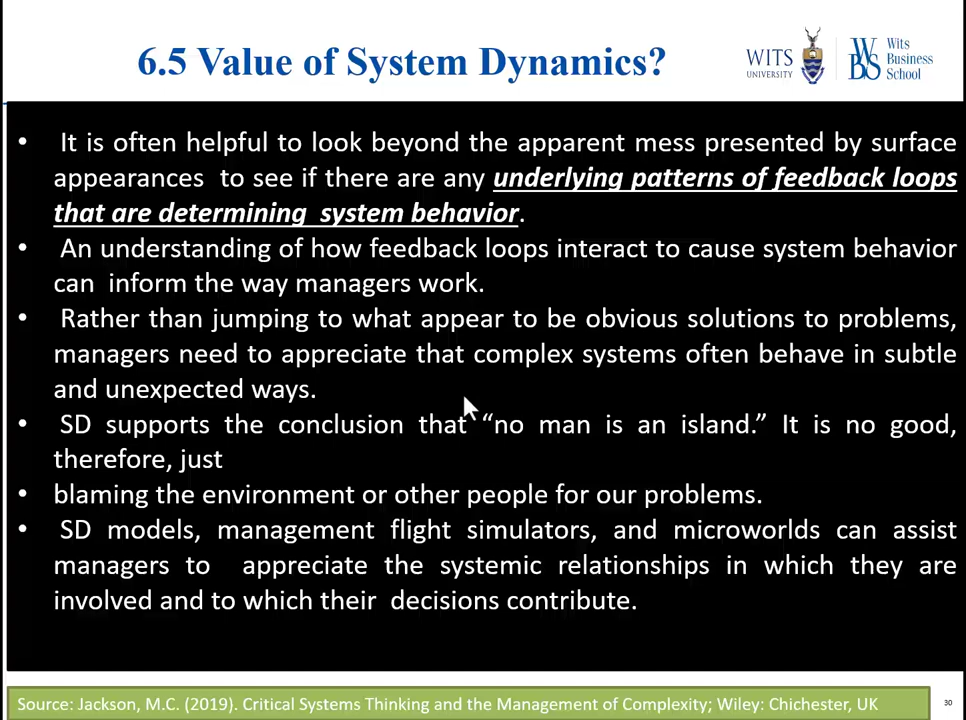 6.5 Value of System Dynamics?
WITS
UNIVERSITY
WBS
Wits
Business
School
• It is often helpful to look beyond the apparent mess presented by surface
appearances to see if there are any underlying patterns of feedback loops
that are determining system behavior.
• An understanding of how feedback loops interact to cause system behavior
can inform the way managers work.
• Rather than jumping to what appear to be obvious solutions to problems,
managers need to appreciate that complex systems often behave in subtle
and unexpected ways.
• SD supports the conclusion that “no man is an island.” It is no good,
therefore, just
• blaming the environment or other people for our problems.
• SD models, management flight simulators, and microworlds can assist
managers to appreciate the systemic relationships in which they are
involved and to which their decisions contribute.
Source: Jackson, M.C. (2019). Critical Systems Thinking and the Management of Complexity; Wiley: Chichester, UK
30